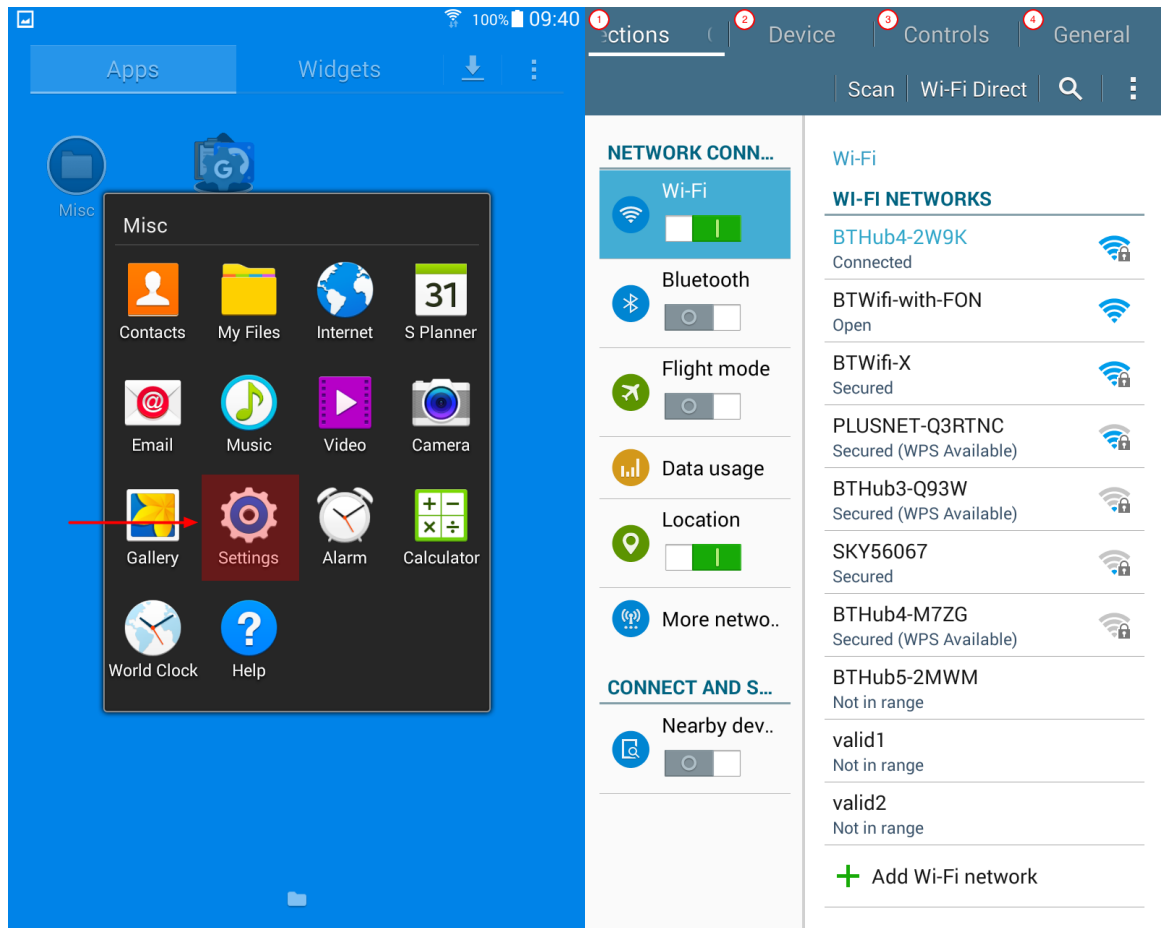 100% 09:40
Apps Widgets
Misc
Misc
Contacts My Files Internet S Planner
31
Email Music Video Camera
Gallery Settings Alarm Calculator
World Clock Help
1 2 3 4
ections Device Controls General
Scan Wi-Fi Direct
NETWORK CONN...
Wi-Fi
Bluetooth
Flight mode
Data usage
Location
More netwo..
CONNECT AND S...
Nearby dev..
Wi-Fi
WI-FI NETWORKS
BTHub4-2W9K
Connected
BTWifi-with-FON
Open
BTWifi-X
Secured
PLUSNET-Q3RTNC
Secured (WPS Available)
BTHub3-Q93W
Secured (WPS Available)
SKY56067
Secured
BTHub4-M7ZG
Secured (WPS Available)
BTHub5-2MWM
Not in range
valid1
Not in range
valid2
Not in range
Add Wi-Fi network